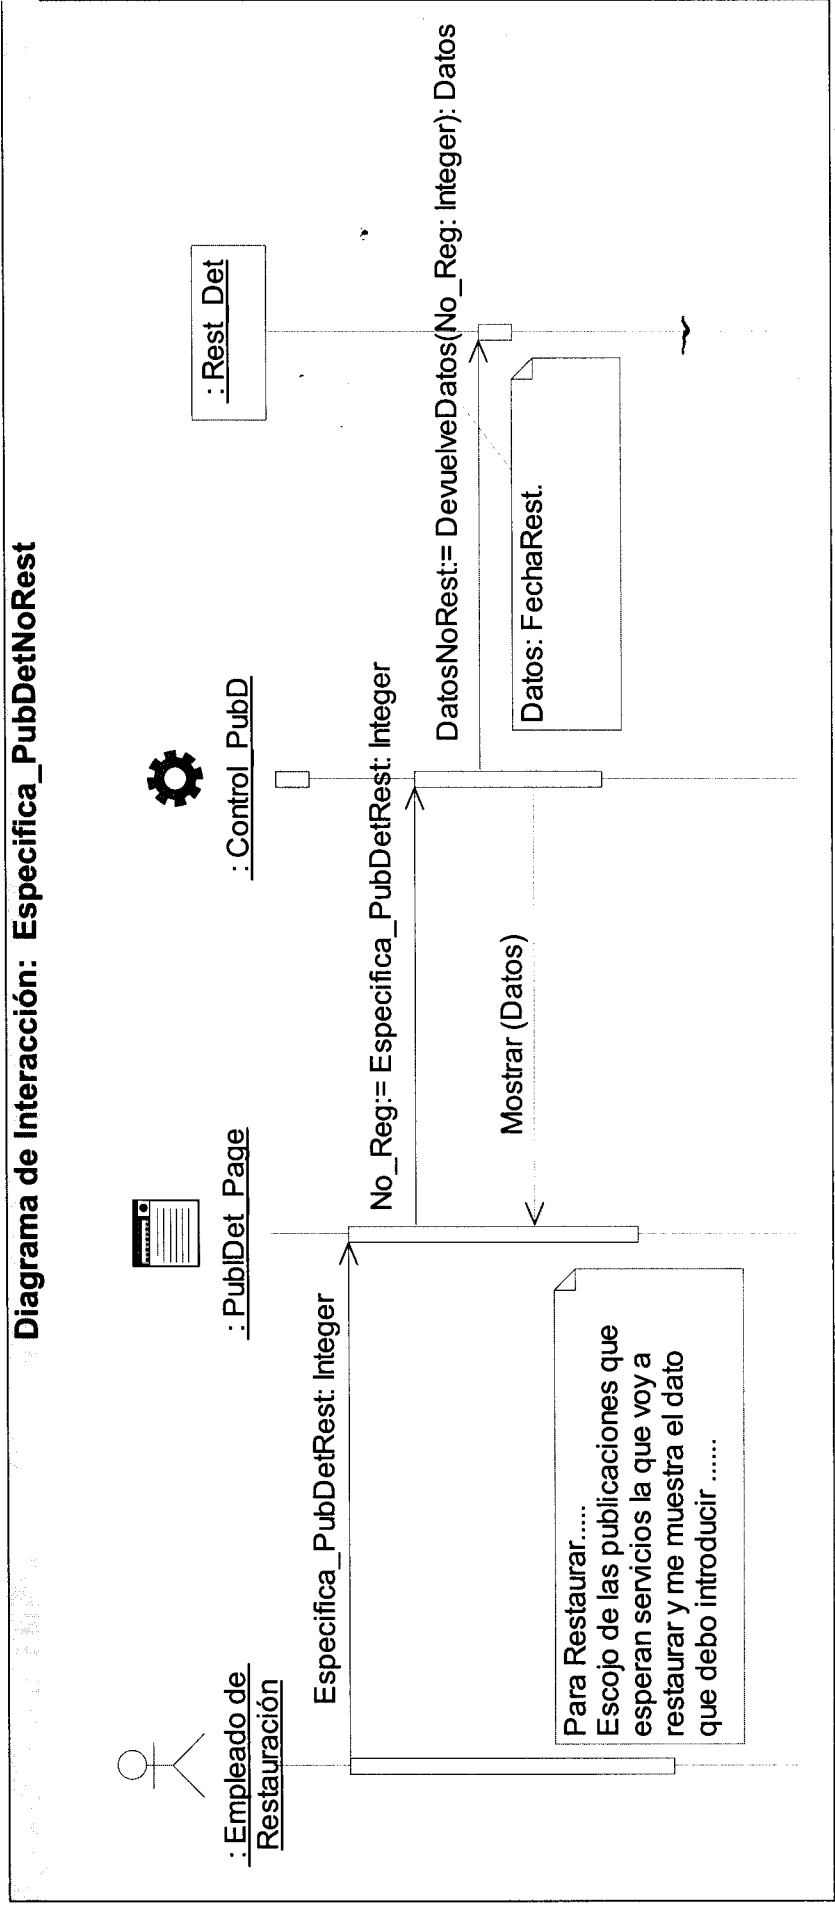 Diagrama de Interacción: Especifica_PubDetNoRest
: Empleado de
Restauración
: PublDet_Page
: Control_PubD
: Rest_Det
Especifica_PubDetRest: Integer
No_Reg:= Especifica_PubDetRest: Integer
DatosNoRest:= DevuelveDatos(No_Reg: Integer): Datos
Mostrar (Datos)
Datos: FechaRest.
Para Restaurar.....
Escojo de las publicaciones que
esperan servicios la que voy a
restaurar y me muestra el dato
que debo introducir ......